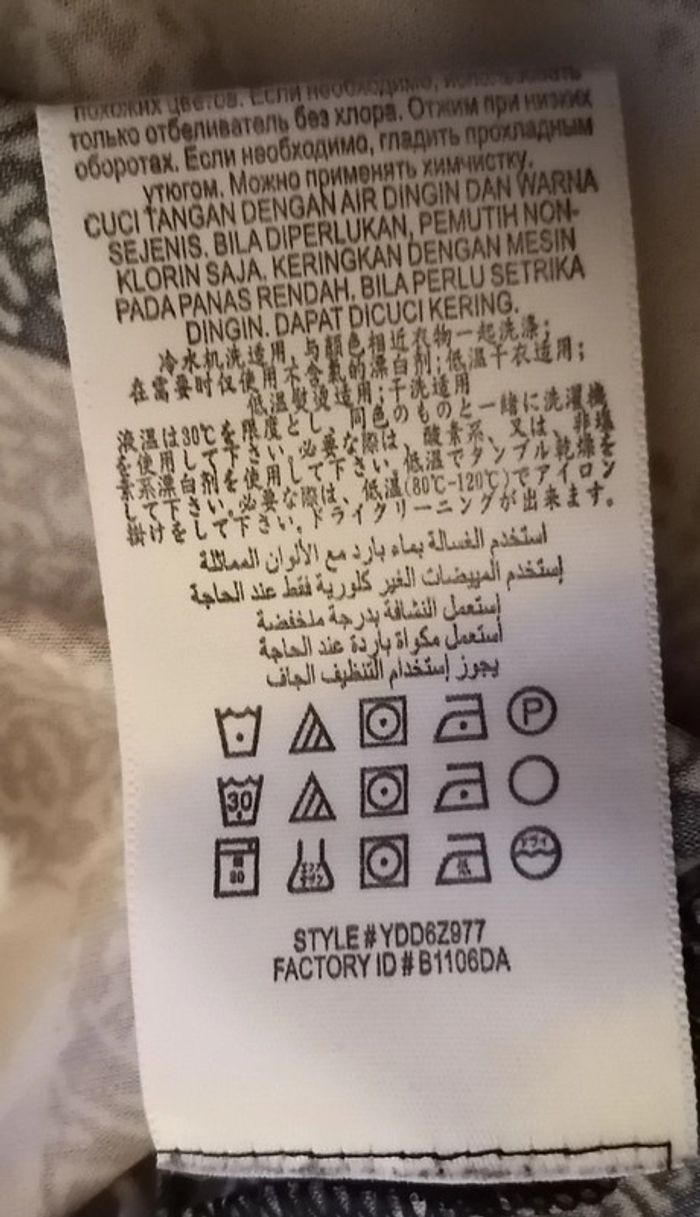 похожих цветов. Если необходимо, использовать
только отбеливатель без хлора. Отжим при низких
оборотах. Если необходимо, гладить прохладным
утюгом. Можно применять химчистку.
CUCI TANGAN DENGAN AIR DINGIN DAN WARNA
SEJENIS. BILA DIPERLUKAN, PEMUTIH NON-
KLORIN SAJA. KERINGKAN DENGAN MESIN
PADA PANAS RENDAH. BILA PERLU SETRIKA
DINGIN. DAPAT DICUCI KERING.
冷水机洗适用，与颜色相近衣物一起洗涤；
在需要时仅使用不含氧的漂白剂；低温干衣适用；
低温熨烫适用；干洗适用
液温は30℃を限度とし、同色のものと一緒に洗濯機
を使用して下さい。必要な際は、酸素系、又は、非塩
素系漂白剤を使用して下さい。低温でタンブル乾燥を
して下さい。必要な際は、低温(80℃-120℃)でアイロン
掛けをして下さい。ドライクリーニングが出来ます。
استخدم الغسالة بماء بارد مع الألوان المماثلة
إستخدم المبيضات الغير كلورية فقط عند الحاجة
إستعمل النشافة بدرجة منخفضة
أستعمل مكواة باردة عند الحاجة
يجوز إستخدام التنظيف الجاف
P
30
低 ドライ
STYLE # YDD6Z977
FACTORY ID # B1106DA